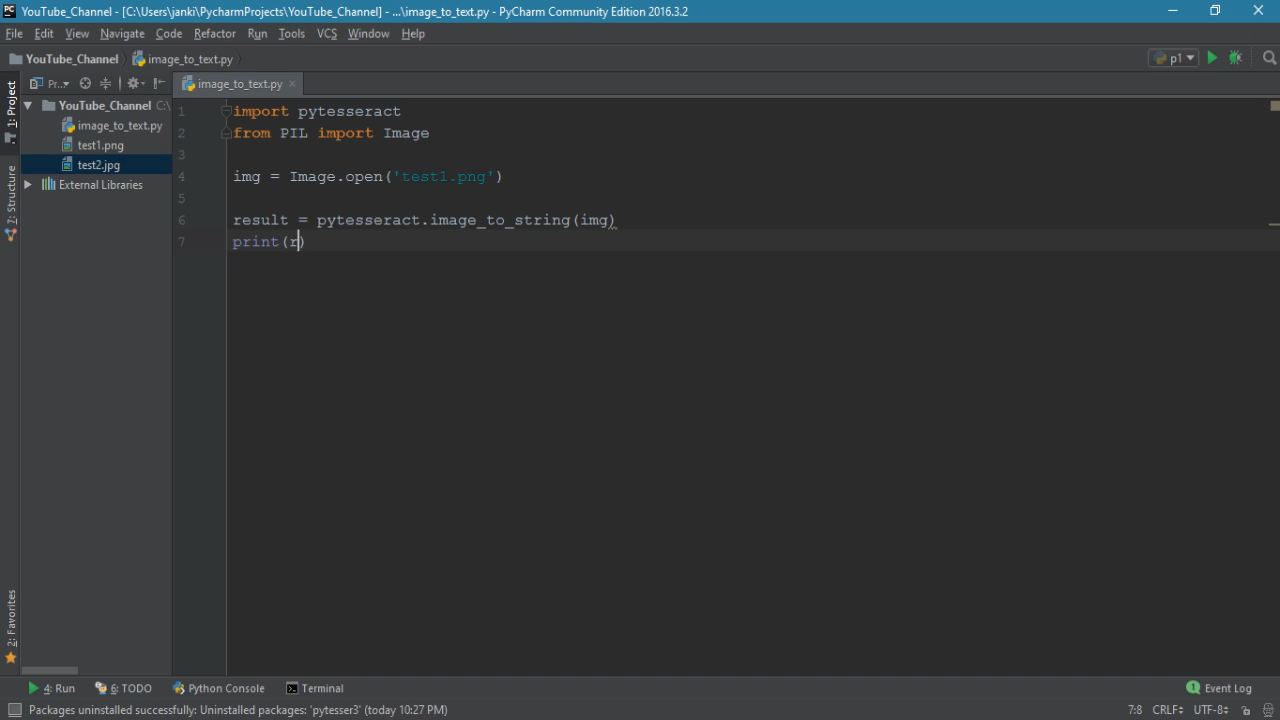 YouTube_Channel - [C:\Users\janki\PycharmProjects\YouTube_Channel] - ...\image_to_text.py - PyCharm Community Edition 2016.3.2
File Edit View Navigate Code Refactor Run Tools VCS Window Help
YouTube_Channel image_to_text.py p1
1: Project
Pr...
image_to_text.py
YouTube_Channel C:\
image_to_text.py
test1.png
test2.jpg
External Libraries
7: Structure
2: Favorites
1 import pytesseract
2 from PIL import Image
3
4 img = Image.open('test1.png')
5
6 result = pytesseract.image_to_string(img)
7 print(r)
4: Run 6: TODO Python Console Terminal 1 Event Log
Packages uninstalled successfully: Uninstalled packages: 'pytesser3' (today 10:27 PM) 7:8 CRLF UTF-8